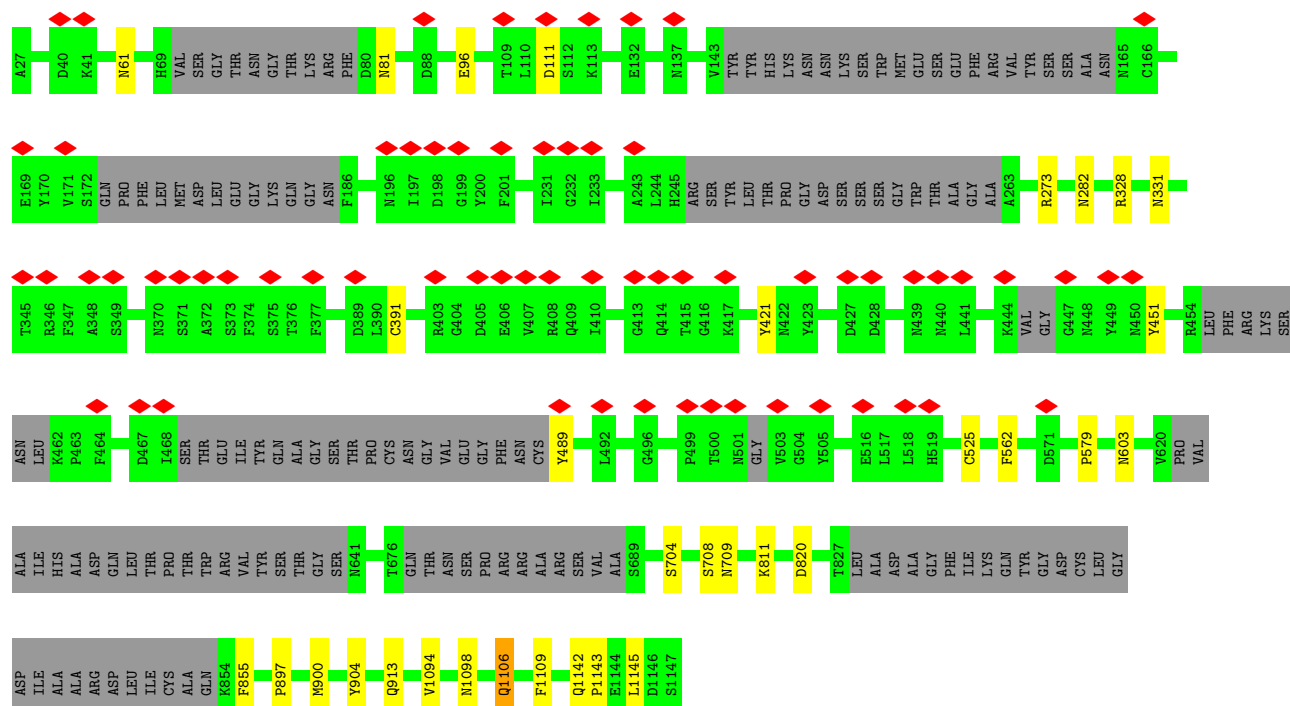 A27 D40 K41 N61 H69 VAL SER GLY THR ASN GLY THR LYS ARG PHE D80 N81 D88 E96 T109 L110 D111 S112 K113 E132 N137 V143 TYR TYR HIS LYS ASN ASN LYS SER TRP MET GLU SER GLU PHE ARG VAL TYR SER SER ALA ASN N165 C166
E169 Y170 V171 S172 GLN PRO PHE LEU MET ASP LEU GLU GLY LYS GLN GLY ASN F186 N196 I197 D198 G199 Y200 F201 I231 G232 I233 A243 L244 H245 ARG SER TYR LEU THR PRO GLY ASP SER SER SER GLY TRP THR ALA GLY ALA A263 R273 N282 R328 N331
T345 R346 F347 A348 S349 N370 S371 A372 S373 F374 S375 T376 F377 D389 L390 C391 R403 G404 D405 E406 V407 R408 Q409 I410 G413 Q414 T415 G416 K417 Y421 N422 Y423 D427 D428 N439 N440 L441 K444 VAL GLY G447 N448 Y449 N450 Y451 R454 LEU PHE ARG LYS SER
ASN LEU K462 P463 F464 D467 I468 SER THR GLU ILE TYR GLN ALA GLY SER THR PRO CYS ASN GLY VAL GLU GLY PHE ASN CYS Y489 L492 G496 P499 T500 N501 GLY V503 G504 Y505 E516 L517 L518 H519 C525 F562 D571 P579 N603 V620 PRO VAL
ALA ILE HIS ALA ASP GLN LEU THR PRO THR TRP ARG VAL TYR SER THR GLY SER N641 T676 GLN THR ASN SER PRO ARG ARG ALA ARG SER VAL ALA S689 S704 S708 N709 K811 D820 T827 LEU ALA ASP ALA GLY PHE ILE LYS GLN TYR GLY ASP CYS LEU GLY
ASP ILE ALA ALA ARG ASP LEU ILE CYS ALA GLN K854 F855 P897 M900 Y904 Q913 V1094 N1098 Q1106 F1109 Q1142 P1143 E1144 L1145 D1146 S1147